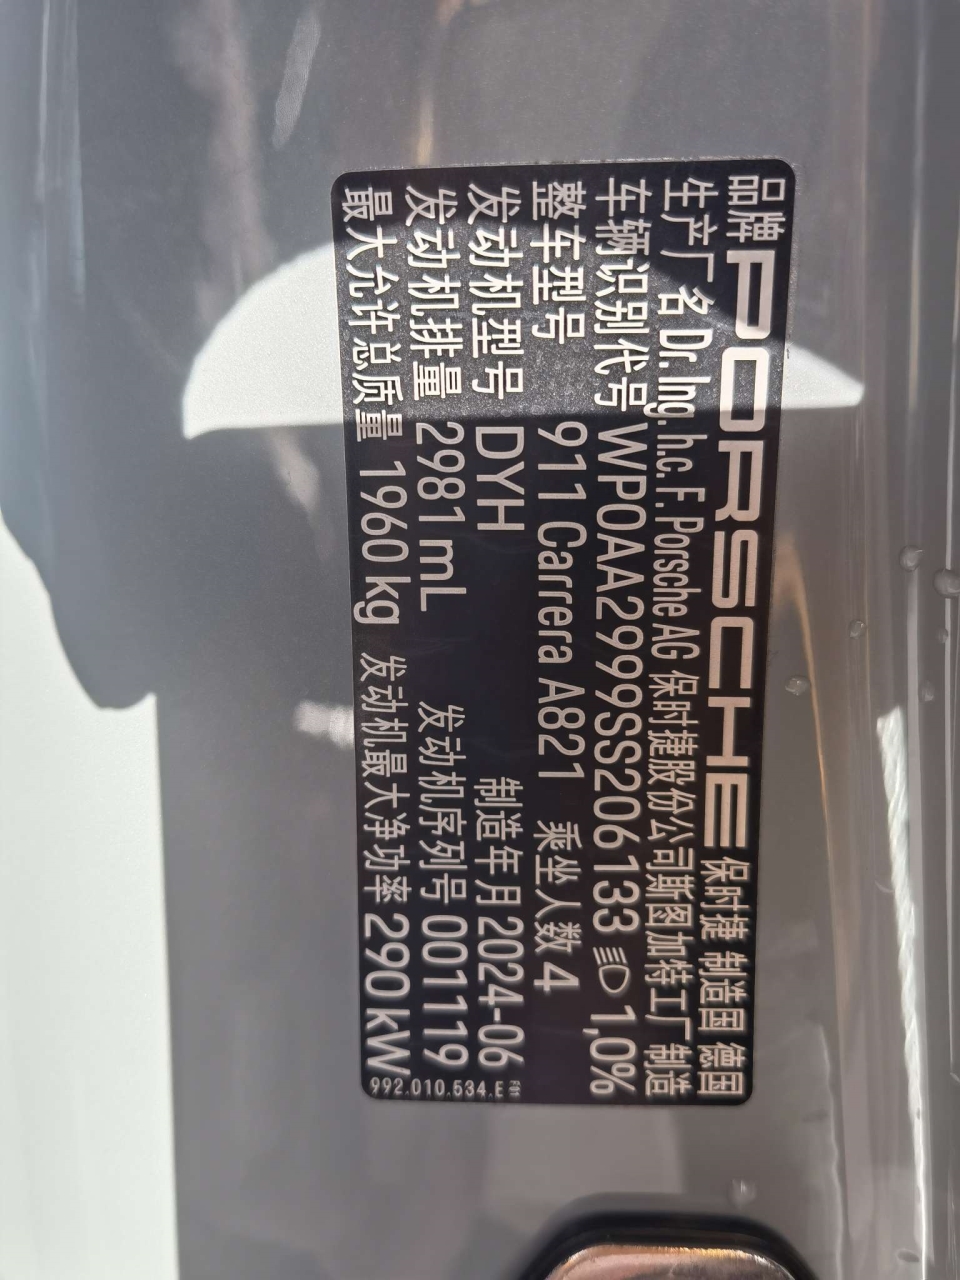 品牌 PORSCHE 保时捷 制造国 德国
生产厂名 Dr. Ing. h.c. F. Porsche AG 保时捷股份公司斯图加特工厂制造
车辆识别代号 WP0AA2999SS206133 1,0%
整车型号 911 Carrera A821 乘坐人数 4
发动机型号 DYH 制造年月 2024-06
发动机排量 2981 mL 发动机序列号 001119
最大允许总质量 1960 kg 发动机最大净功率 290 kW
992.010.534.E